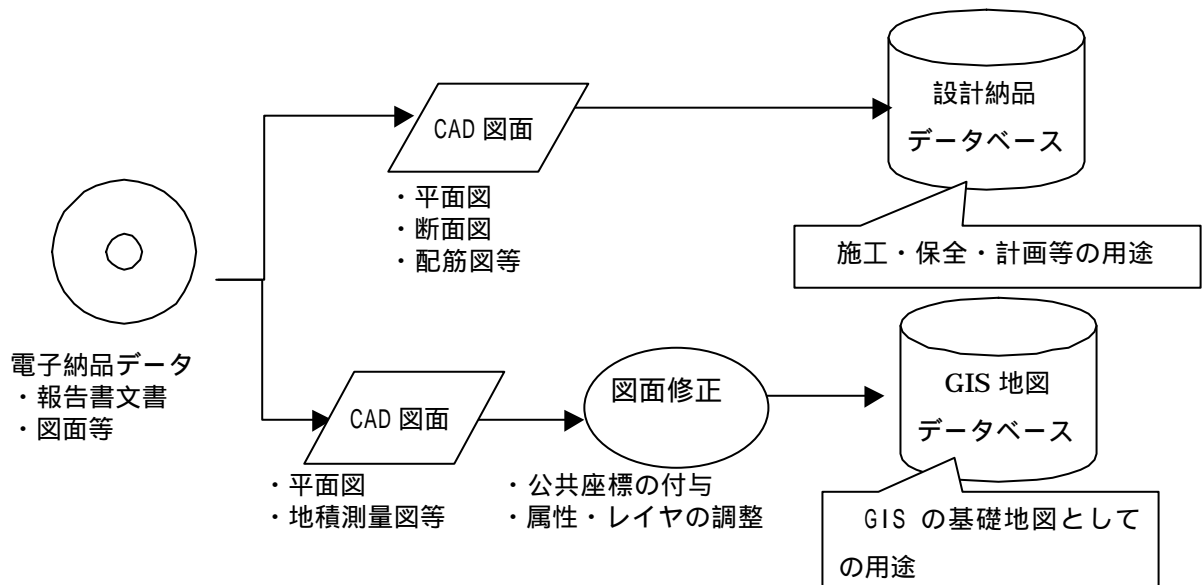 設計納品
データベース
CAD 図面
・平面図
・断面図
・配筋図等
施工・保全・計画等の用途
電子納品データ
・報告書文書
・図面等
CAD 図面
・平面図
・地積測量図等
図面修正
・公共座標の付与
・属性・レイヤの調整
GIS 地図
データベース
GIS の基礎地図として
の用途